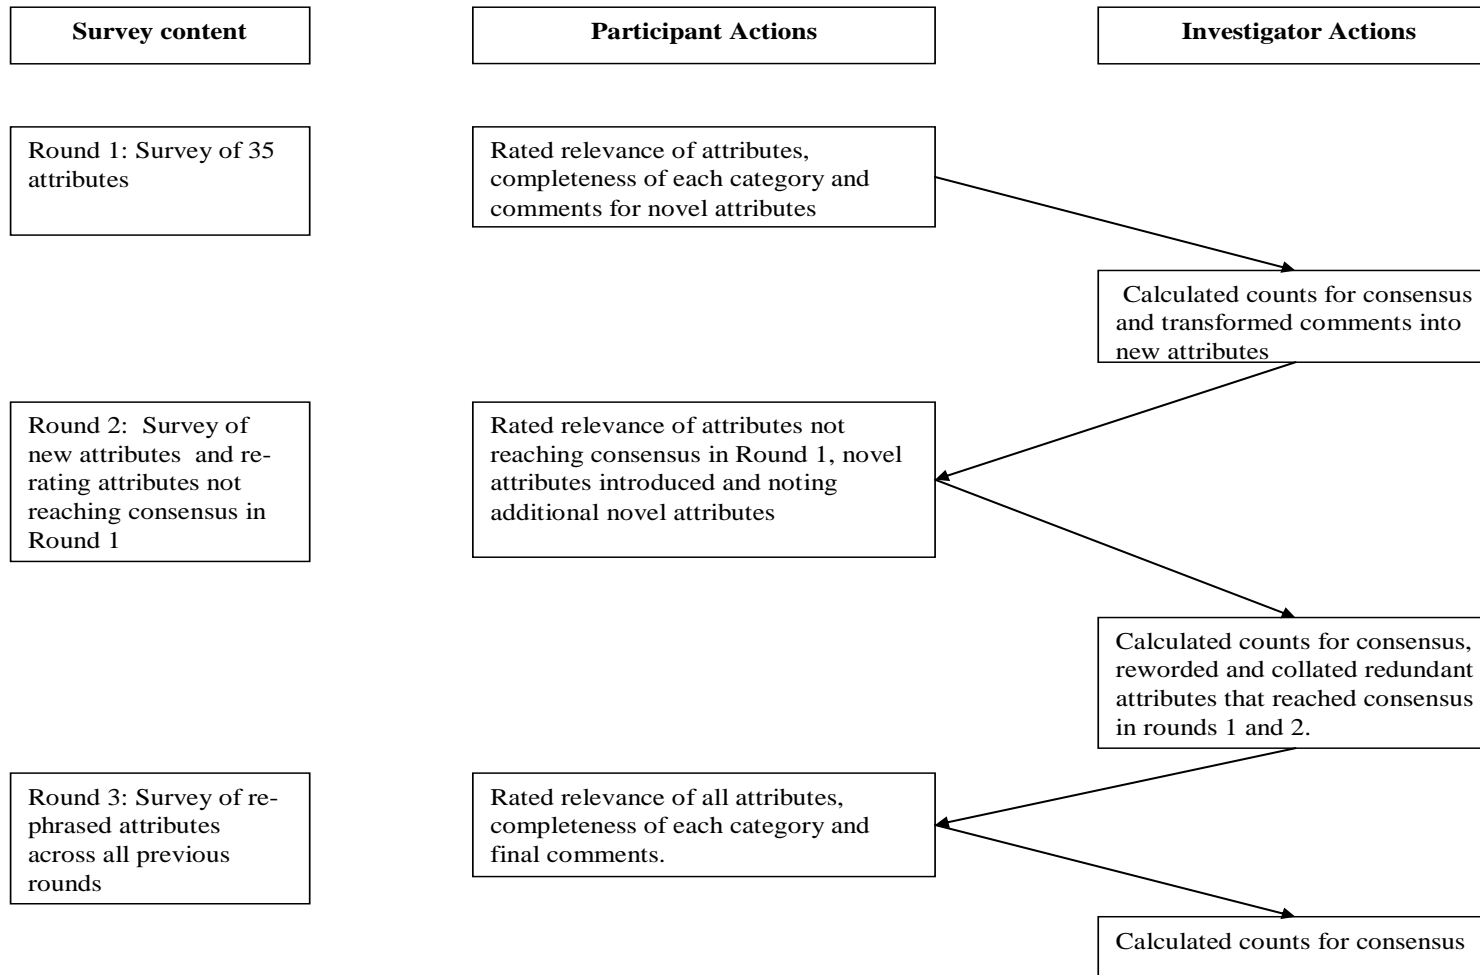 Survey content
Participant Actions
Investigator Actions
Round 1: Survey of 35
attributes
Rated relevance of attributes,
completeness of each category and
comments for novel attributes
Calculated counts for consensus
and transformed comments into
new attributes
Round 2:  Survey of
new attributes  and re-
rating attributes not
reaching consensus in
Round 1
Rated relevance of attributes not
reaching consensus in Round 1, novel
attributes introduced and noting
additional novel attributes
Calculated counts for consensus,
reworded and collated redundant
attributes that reached consensus
in rounds 1 and 2.
Round 3: Survey of re-
phrased attributes
across all previous
rounds
Rated relevance of all attributes,
completeness of each category and
final comments.
Calculated counts for consensus